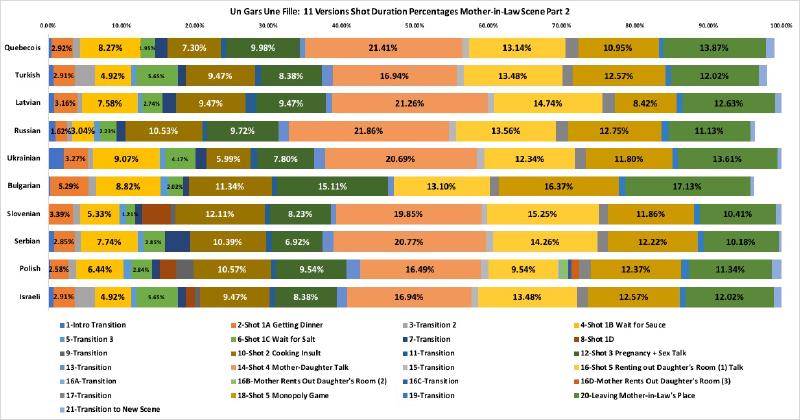 Un Gars Une Fille: 11 Versions Shot Duration Percentages Mother-in-Law Scene Part 2
0.00% 10.00% 20.00% 30.00% 40.00% 50.00% 60.00% 70.00% 80.00% 90.00% 100.00%
Quebecois 2.92% 8.27% 1.95% 7.30% 9.98% 21.41% 13.14% 10.95% 13.87%
Turkish 2.91% 4.92% 5.65% 9.47% 8.38% 16.94% 13.48% 12.57% 12.02%
Latvian 3.16% 7.58% 2.74% 9.47% 9.47% 21.26% 14.74% 8.42% 12.63%
Russian 1.62% 3.04% 2.23% 10.53% 9.72% 21.86% 13.56% 12.75% 11.13%
Ukrainian 3.27% 9.07% 4.17% 5.99% 7.80% 20.69% 12.34% 11.80% 13.61%
Bulgarian 5.29% 8.82% 2.02% 11.34% 15.11% 13.10% 16.37% 17.13%
Slovenian 3.39% 5.33% 1.21% 12.11% 8.23% 19.85% 15.25% 11.86% 10.41%
Serbian 2.85% 7.74% 2.85% 10.39% 6.92% 20.77% 14.26% 12.22% 10.18%
Polish 2.58% 6.44% 2.84% 10.57% 9.54% 16.49% 9.54% 12.37% 11.34%
Israeli 2.91% 4.92% 5.65% 9.47% 8.38% 16.94% 13.48% 12.57% 12.02%
1-Intro Transition 2-Shot 1A Getting Dinner 3-Transition 2 4-Shot 1B Wait for Sauce
5-Transition 3 6-Shot 1C Wait for Salt 7-Transition 8-Shot 1D
9-Transition 10-Shot 2 Cooking Insult 11-Transition 12-Shot 3 Pregnancy + Sex Talk
13-Transition 14-Shot 4 Mother-Daughter Talk 15-Transition 16-Shot 5 Renting out Daughter's Room (1) Talk
16A-Transition 16B-Mother Rents Out Daughter's Room (2) 16C-Transition 16D-Mother Rents Out Daughter's Room (3)
17-Transition 18-Shot 5 Monopoly Game 19-Transition 20-Leaving Mother-in-Law's Place
21-Transition to New Scene